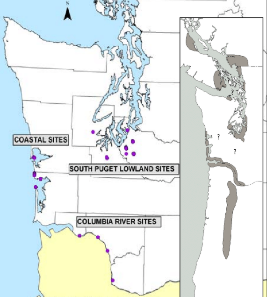 N
COASTAL SITES
SOUTH PUGET LOWLAND SITES
COLUMBIA RIVER SITES
?
?